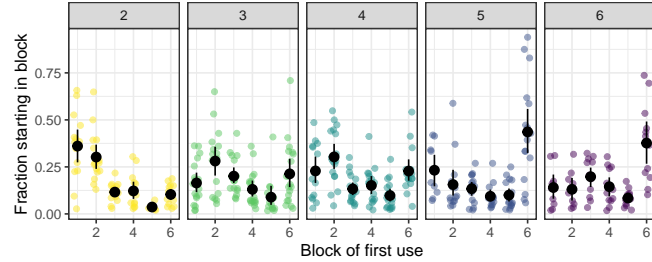 2 3 4 5 6
Fraction starting in block
0.75
0.50
0.25
0.00
2 4 6 2 4 6 2 4 6 2 4 6 2 4 6
Block of first use